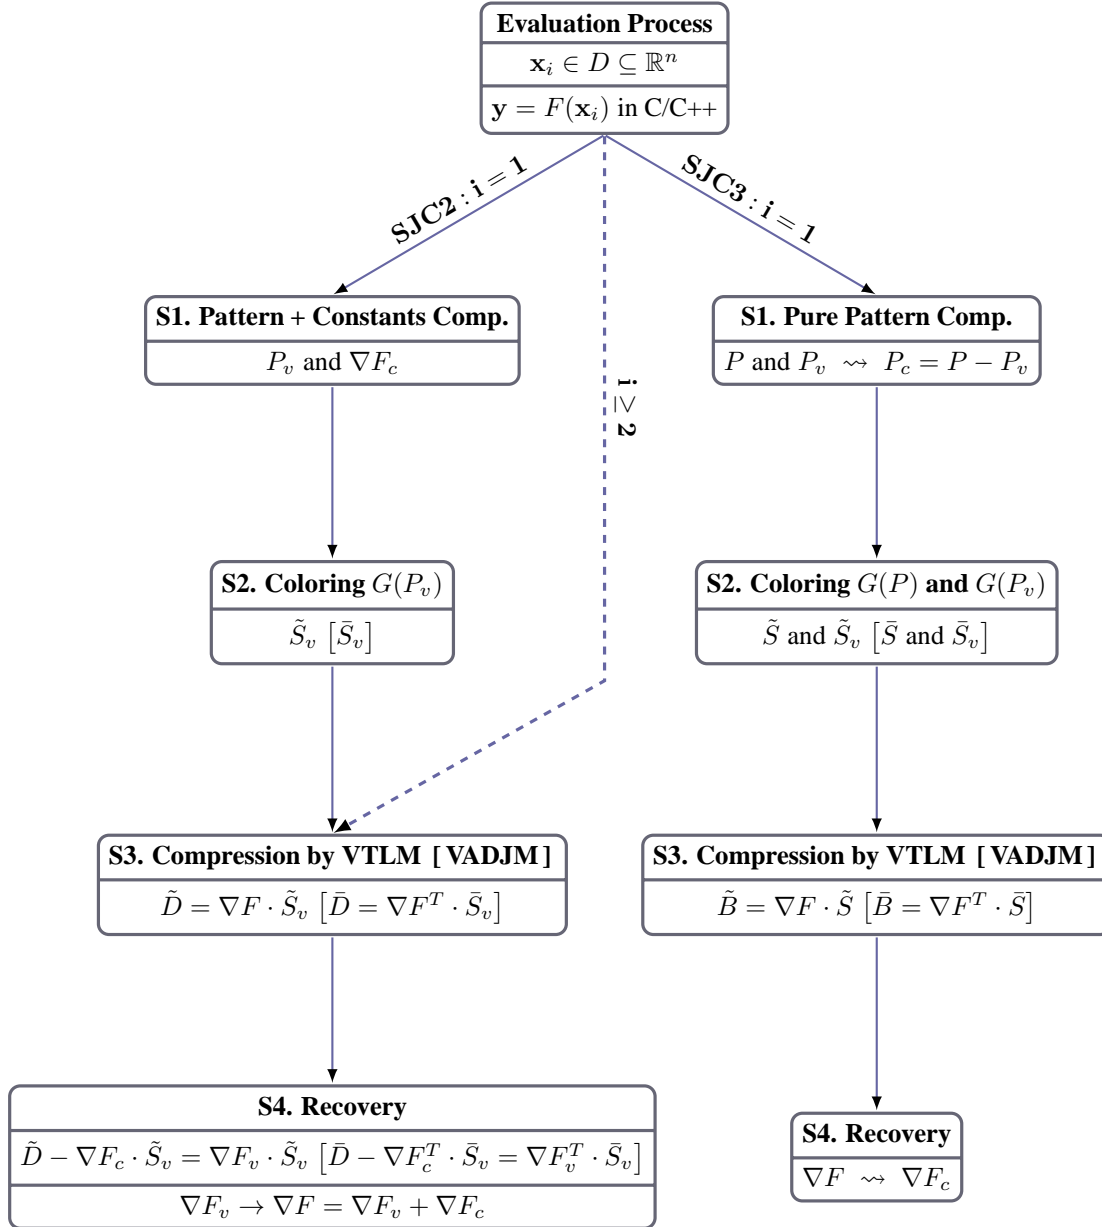 Evaluation Process
𝐱ᵢ ∈ D ⊆ ℝⁿ
𝐲 = F(𝐱ᵢ) in C/C++
SJC2 : i = 1
SJC3 : i = 1
i ≥ 2
S1. Pattern + Constants Comp.
P_v and ∇F_c
S1. Pure Pattern Comp.
P and P_v ⇝ P_c = P − P_v
S2. Coloring G(P_v)
S̃_v [S̄_v]
S2. Coloring G(P) and G(P_v)
S̃ and S̃_v [S̄ and S̄_v]
S3. Compression by VTLM [VADJM]
D̃ = ∇F · S̃_v [D̄ = ∇F^T · S̄_v]
S3. Compression by VTLM [VADJM]
B̃ = ∇F · S̃ [B̄ = ∇F^T · S̄]
S4. Recovery
D̃ − ∇F_c · S̃_v = ∇F_v · S̃_v [D̄ − ∇F_c^T · S̄_v = ∇F_v^T · S̄_v]
∇F_v → ∇F = ∇F_v + ∇F_c
S4. Recovery
∇F ⇝ ∇F_c